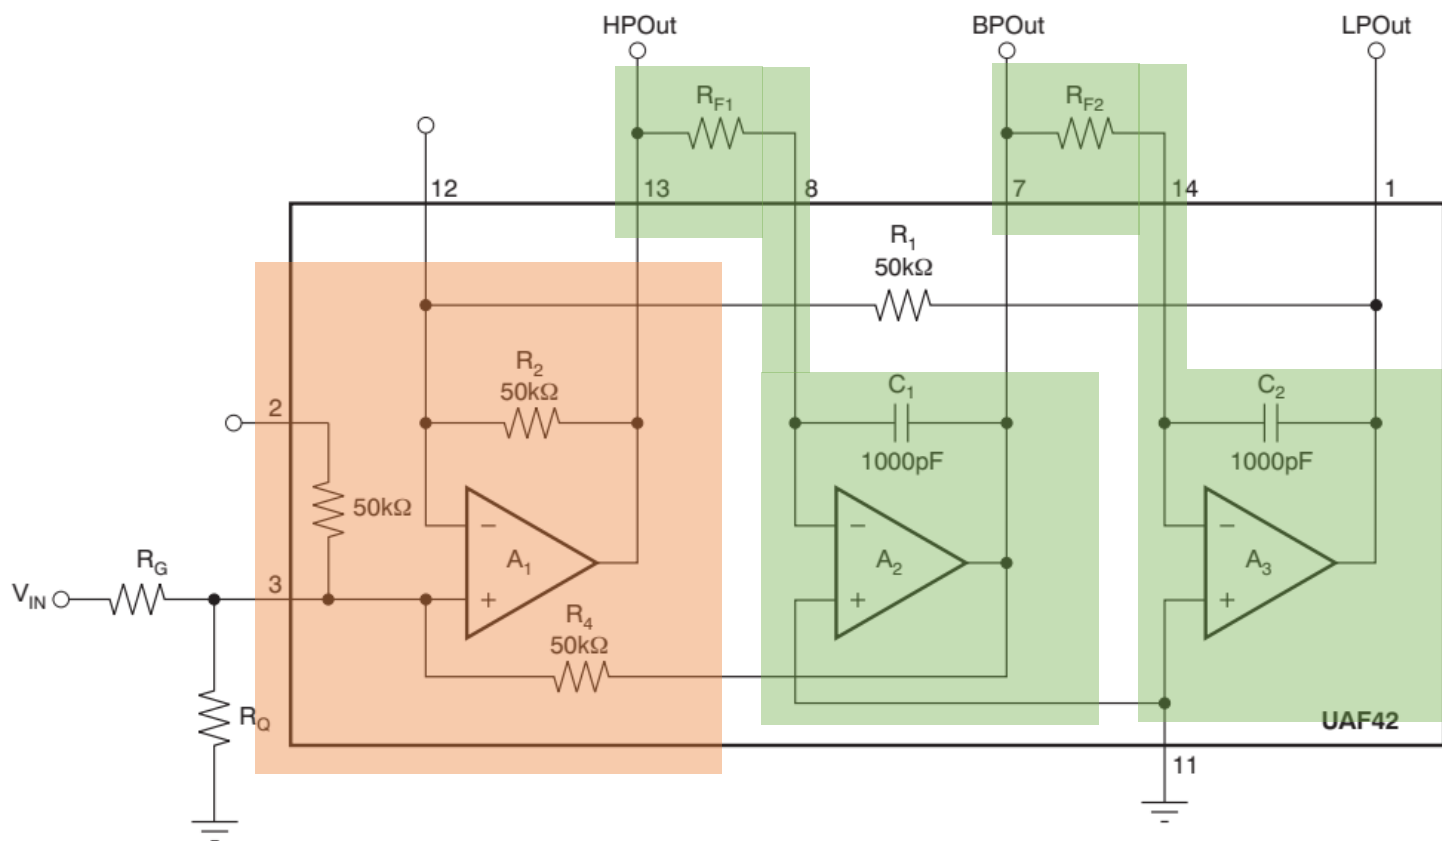 HPOut
BPOut
LPOut
RF1
RF2
12
13
8
7
14
1
R1
50kΩ
R2
50kΩ
C1
1000pF
C2
1000pF
2
50kΩ
−
A1
+
−
A2
+
−
A3
+
RG
VIN
3
R4
50kΩ
RQ
UAF42
11